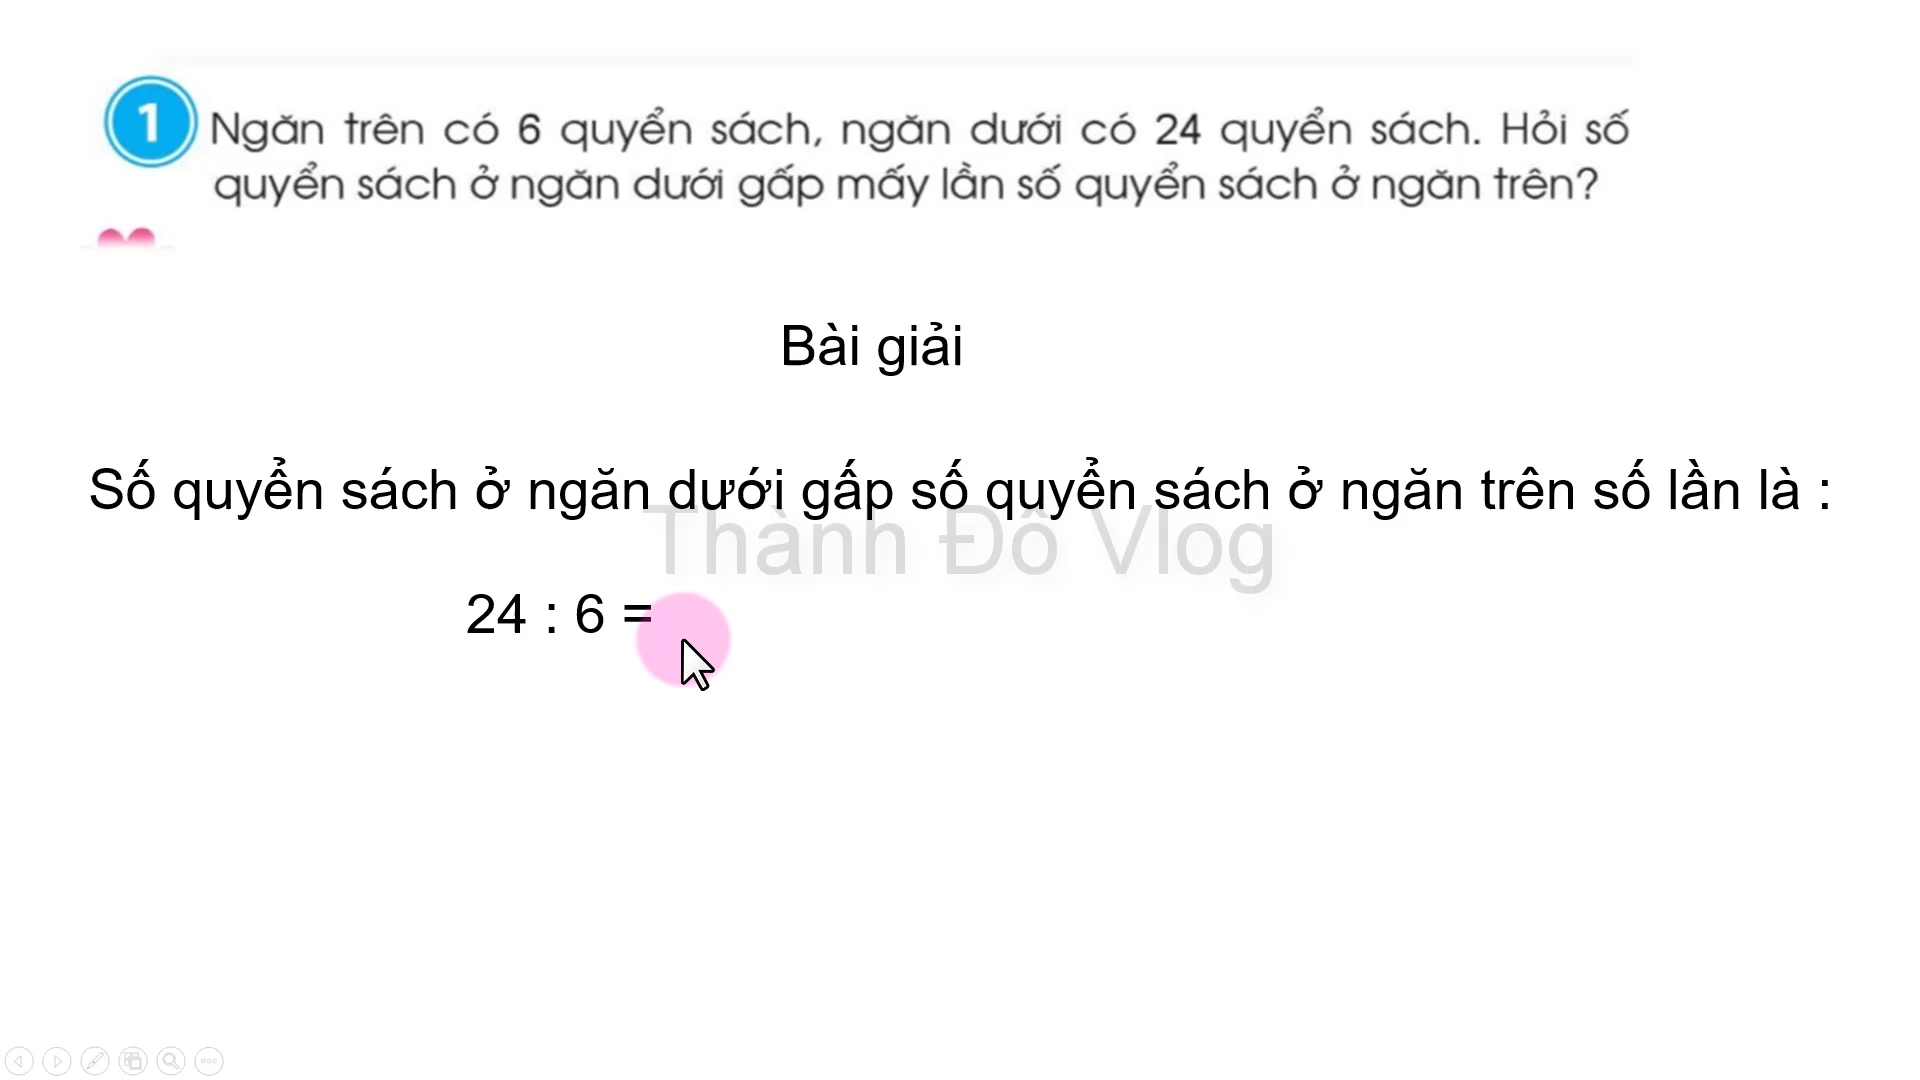 1
Ngăn trên có 6 quyển sách, ngăn dưới có 24 quyển sách. Hỏi số
quyển sách ở ngăn dưới gấp mấy lần số quyển sách ở ngăn trên?
Bài giải
Số quyển sách ở ngăn dưới gấp số quyển sách ở ngăn trên số lần là :
Thành Đô Vlog
24 : 6 =